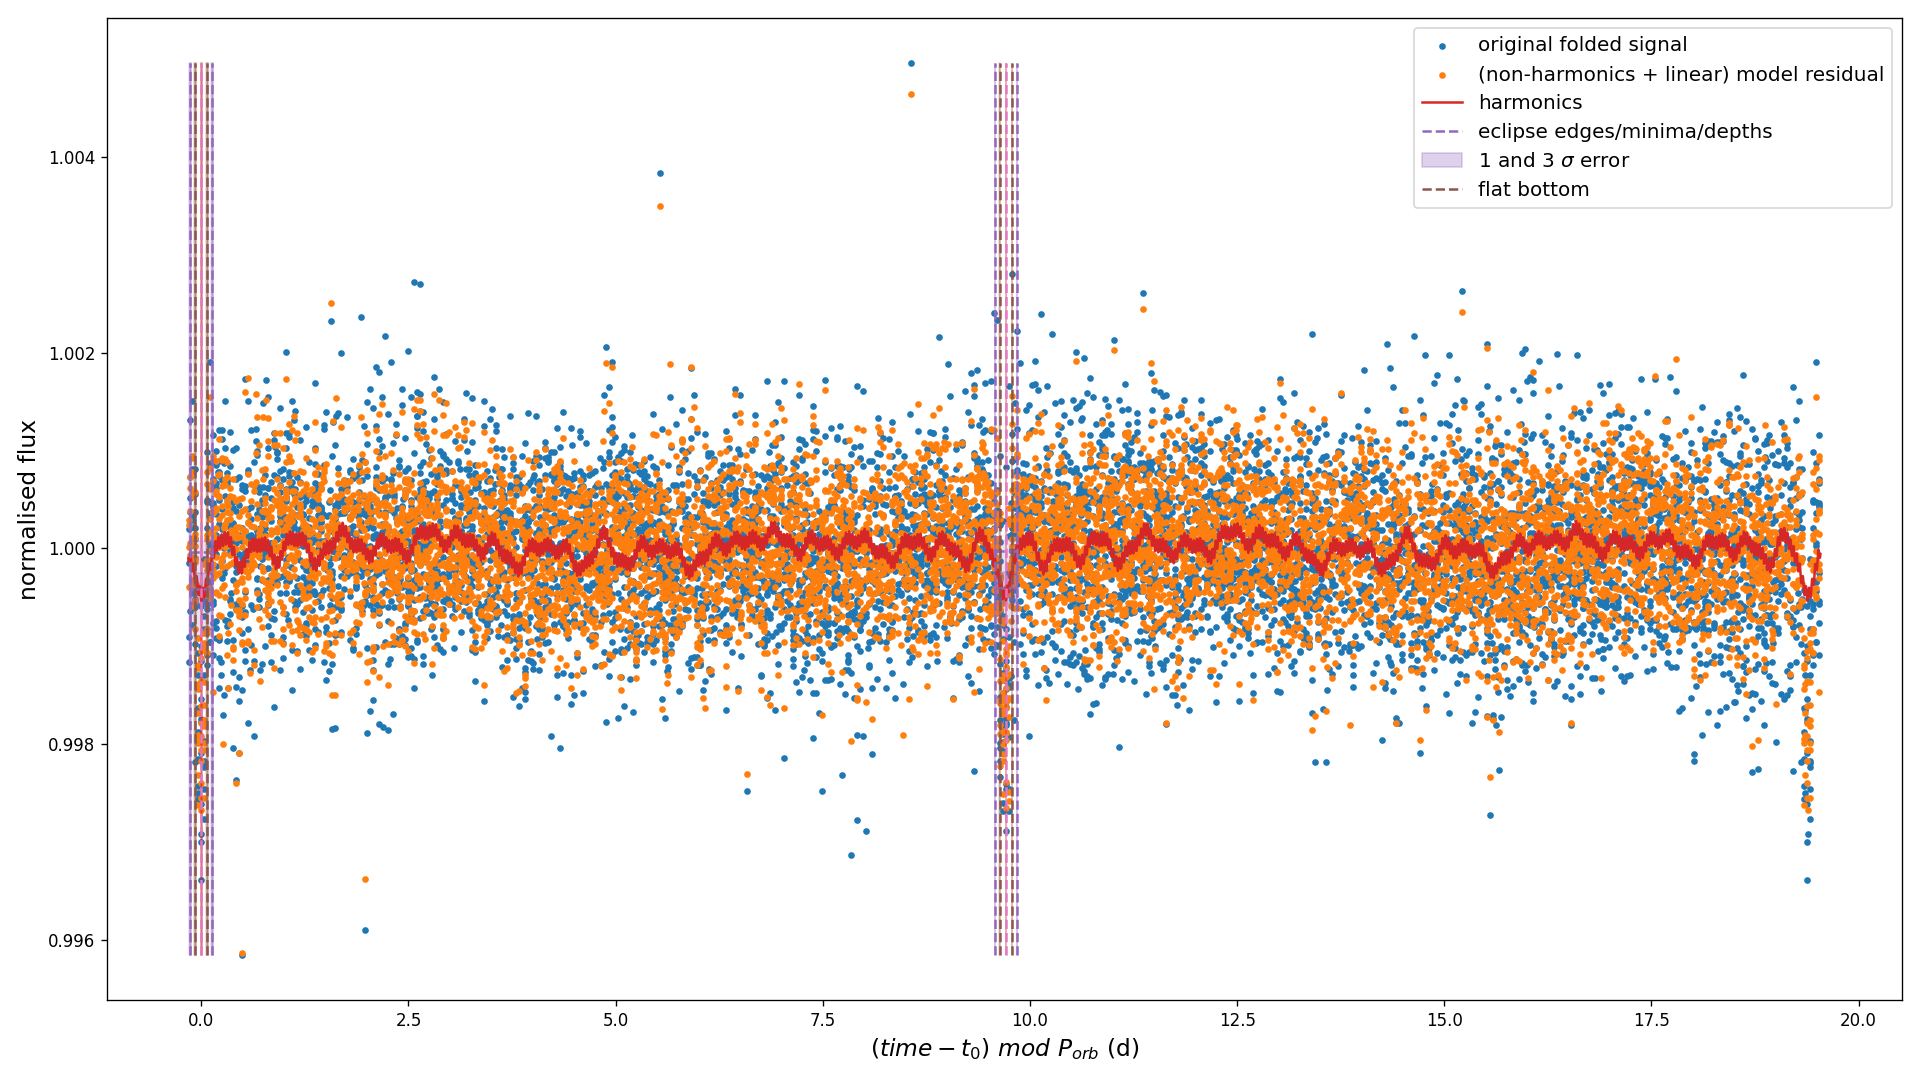 original folded signal
(non-harmonics + linear) model residual
harmonics
eclipse edges/minima/depths
1 and 3 σ error
flat bottom
normalised flux
1.004
1.002
1.000
0.998
0.996
0.0 2.5 5.0 7.5 10.0 12.5 15.0 17.5 20.0
(time − t₀) mod Pₒᵣᵦ (d)